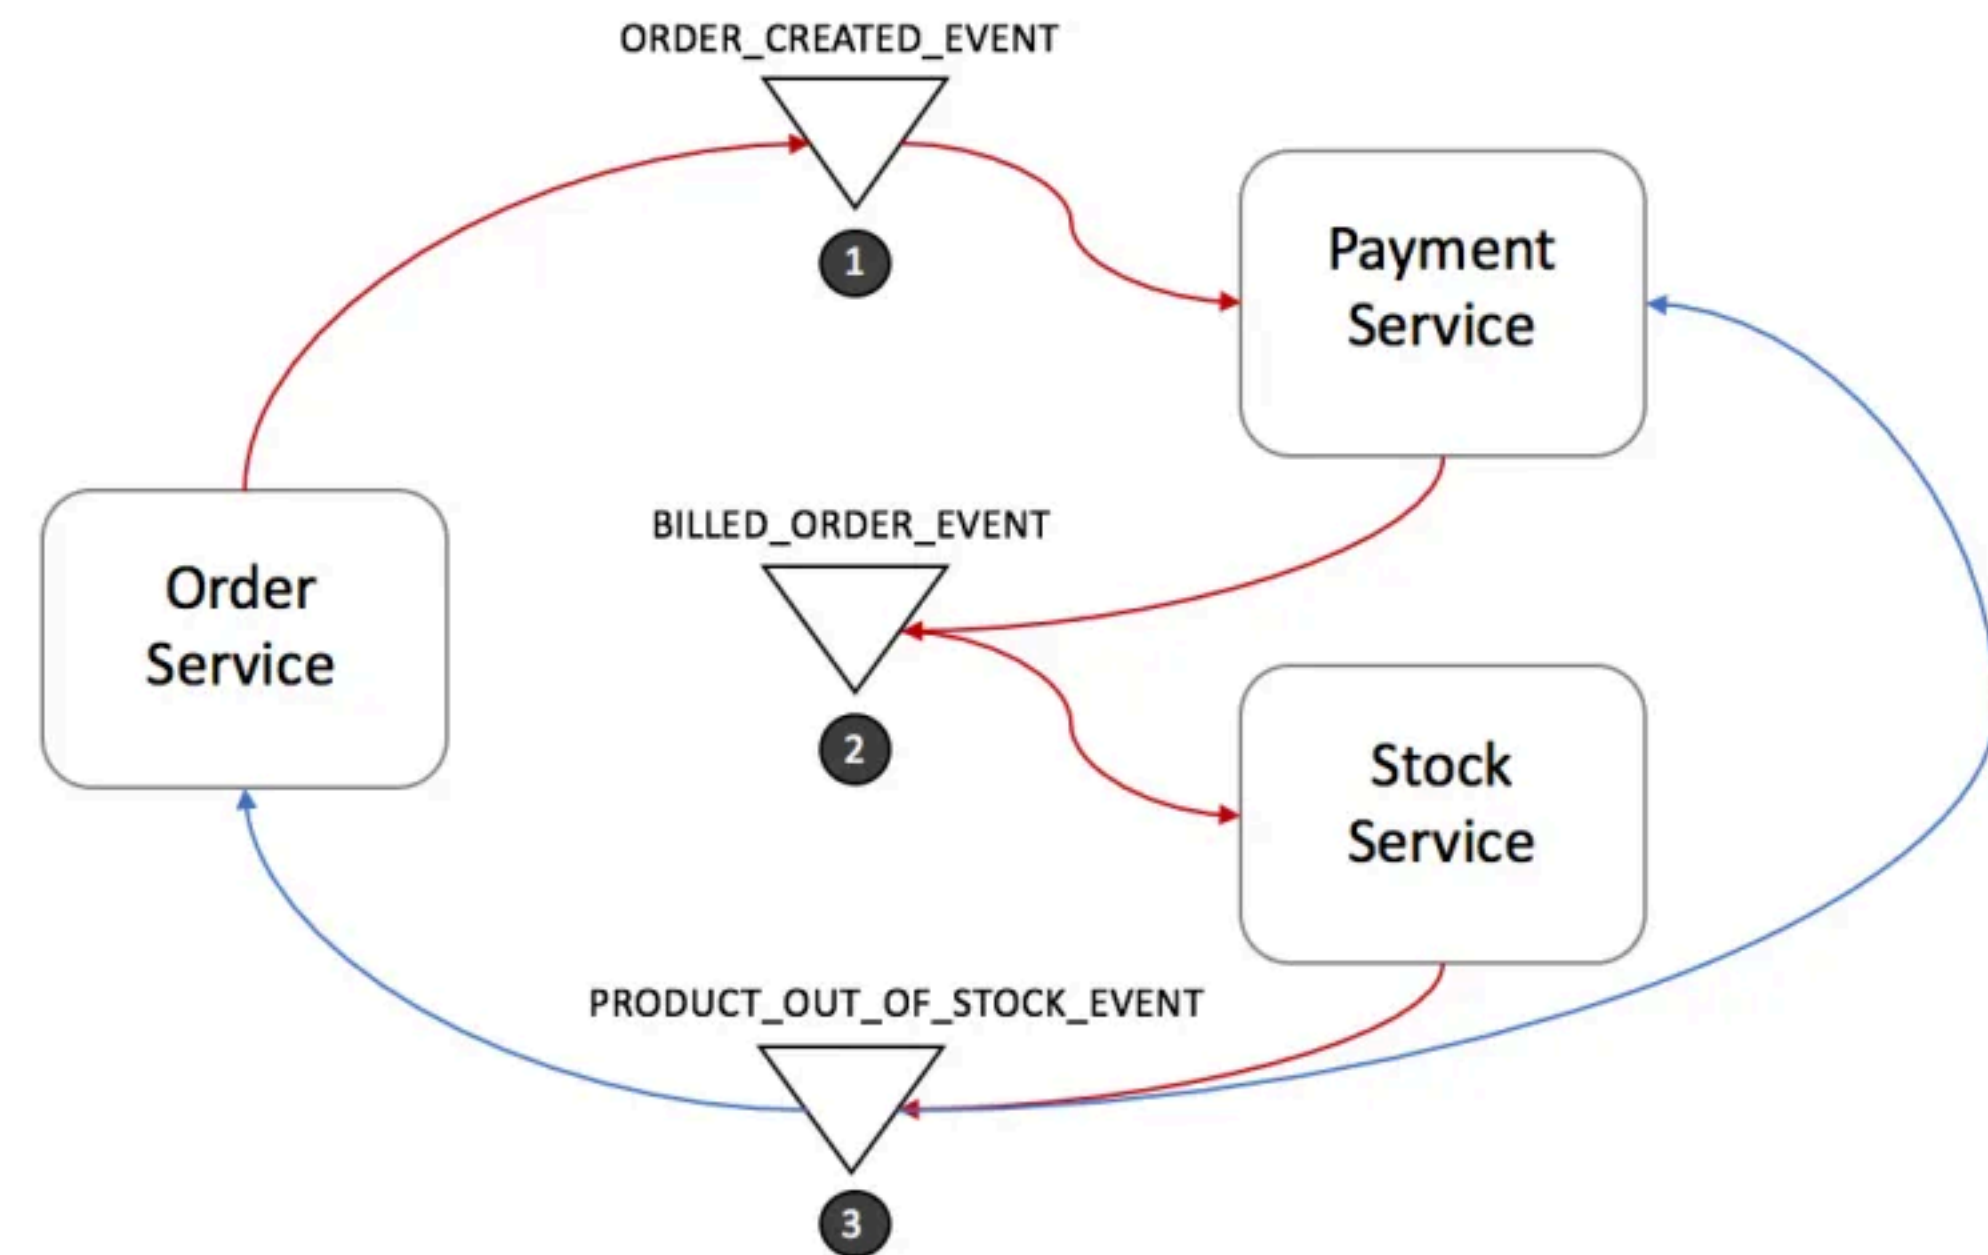 ORDER_CREATED_EVENT
1
Payment
Service
BILLED_ORDER_EVENT
Order
Service
2
Stock
Service
PRODUCT_OUT_OF_STOCK_EVENT
3